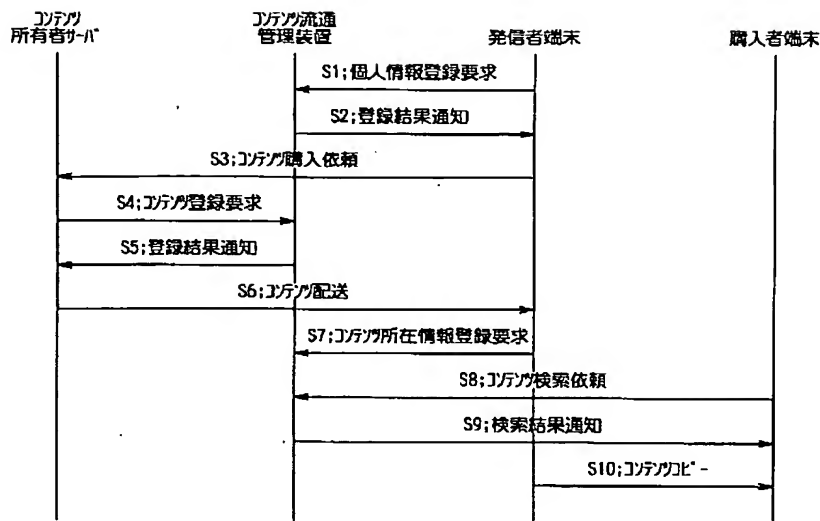 コンテンツ
所有者サーバ
コンテンツ流通
管理装置
発信者端末
購入者端末
S1;個人情報登録要求
S2;登録結果通知
S3;コンテンツ購入依頼
S4;コンテンツ登録要求
S5;登録結果通知
S6;コンテンツ配送
S7;コンテンツ所在情報登録要求
S8;コンテンツ検索依頼
S9;検索結果通知
S10;コンテンツコピー